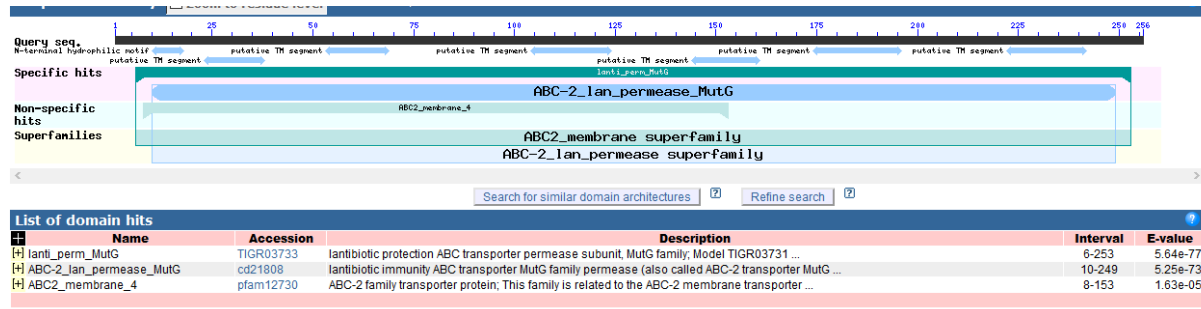 1 25 50 75 100 125 150 175 200 225 250 256
Query seq.
N-terminal hydrophilic motif putative TM segment putative TM segment putative TM segment putative TM segment
putative TM segment putative TM segment
Specific hits lanti_perm_MutG
ABC-2_lan_permease_MutG
Non-specific ABC2_membrane_4
hits
Superfamilies ABC2_membrane superfamily
ABC-2_lan_permease superfamily
Search for similar domain architectures ? Refine search ?
List of domain hits ?
+ Name Accession Description Interval E-value
[+] lanti_perm_MutG TIGR03733 lantibiotic protection ABC transporter permease subunit, MutG family; Model TIGR03731 ... 6-253 5.64e-77
[+] ABC-2_lan_permease_MutG cd21808 lantibiotic immunity ABC transporter MutG family permease (also called ABC-2 transporter MutG ... 10-249 5.25e-73
[+] ABC2_membrane_4 pfam12730 ABC-2 family transporter protein; This family is related to the ABC-2 membrane transporter ... 8-153 1.63e-05